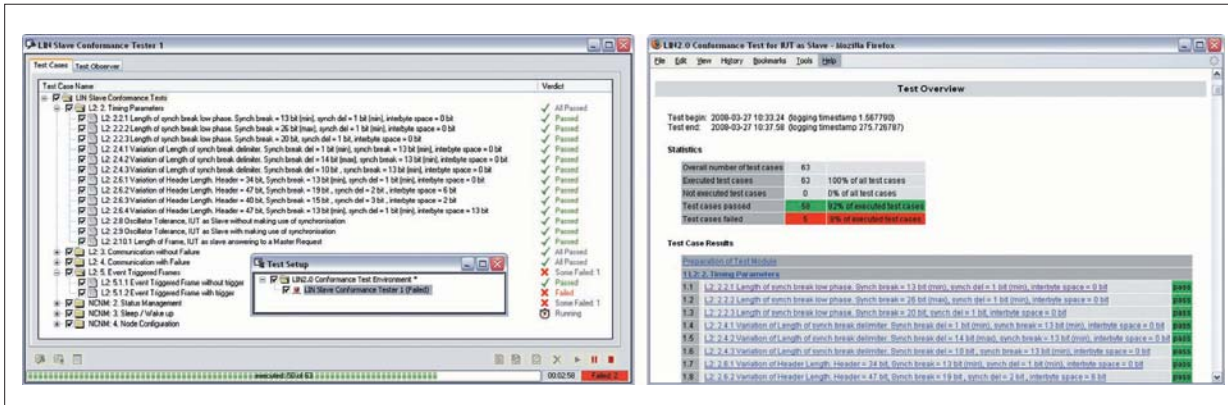 LIN Slave Conformance Tester 1
Test Cases Test Observer
Test Case Name Verdict
LIN Slave Conformance Tests
L2: 2. Timing Parameters All Passed
L2: 2.2.1 Length of synch break low phase. Synch break = 13 bit (min), synch del = 1 bit (min), interbyte space = 0 bit Passed
L2: 2.2.2 Length of synch break low phase. Synch break = 26 bit (max), synch del = 1 bit (min), interbyte space = 0 bit Passed
L2: 2.2.3 Length of synch break low phase. Synch break = 20 bit, synch del = 1 bit, interbyte space = 0 bit Passed
L2: 2.4.1 Variation of Length of synch break delimiter. Synch break del = 1 bit (min), synch break = 13 bit (min), interbyte space = 0 bit Passed
L2: 2.4.2 Variation of Length of synch break delimiter. Synch break del = 14 bit (max), synch break = 13 bit (min), interbyte space = 0 bit Passed
L2: 2.4.3 Variation of Length of synch break delimiter. Synch break del = 10 bit , synch break = 13 bit (min), interbyte space = 0 bit Passed
L2: 2.6.1 Variation of Header Length. Header = 34 bit, Synch break = 13 bit (min), synch del = 1 bit (min), interbyte space = 0 bit Passed
L2: 2.6.2 Variation of Header Length. Header = 47 bit, Synch break = 19 bit , synch del = 2 bit , interbyte space = 6 bit Passed
L2: 2.6.3 Variation of Header Length. Header = 40 bit, Synch break = 15 bit , synch del = 3 bit , interbyte space = 2 bit Passed
L2: 2.6.4 Variation of Header Length. Header = 47 bit, Synch break = 13 bit (min), synch del = 1 bit (min), interbyte space = 13 bit Passed
L2: 2.8 Oscillator Tolerance, IUT as Slave without making use of synchronisation Passed
L2: 2.9 Oscillator Tolerance, IUT as Slave with making use of synchronisation Passed
L2: 2.10.1 Length of Frame, IUT as slave answering to a Master Request Passed
L2: 3. Communication without Failure All Passed
L2: 4. Communication with Failure All Passed
L2: 5. Event Triggered Frames Some Failed: 1
L2: 5.1.1 Event Triggered Frame without trigger Passed
L2: 5.1.2 Event Triggered Frame with trigger Failed
NCNM: 2. Status Management All Passed
NCNM: 3. Sleep / Wake up Some Failed: 1
NCNM: 4. Node Configuration Running
Test Setup
LIN2.0 Conformance Test Environment *
LIN Slave Conformance Tester 1 (Failed)
executed :50 of 63 00:02:58 Failed: 2
LIN2.0 Conformance Test for IUT as Slave - Mozilla Firefox
File Edit View History Bookmarks Tools Help
Test Overview
Test begin: 2008-03-27 10:33:24 (logging timestamp 1.567790)
Test end: 2008-03-27 10:37:58 (logging timestamp 275.726787)
Statistics
Overall number of test cases 63
Executed test cases 63 100% of all test cases
Not executed test cases 0 0% of all test cases
Test cases passed 58 92% of executed test cases
Test cases failed 5 8% of executed test cases
Test Case Results
Preparation of Test Module
1 L2: 2. Timing Parameters
1.1 L2: 2.2.1 Length of synch break low phase. Synch break = 13 bit (min), synch del = 1 bit (min), interbyte space = 0 bit pass
1.2 L2: 2.2.2 Length of synch break low phase. Synch break = 26 bit (max), synch del = 1 bit (min), interbyte space = 0 bit pass
1.3 L2: 2.2.3 Length of synch break low phase. Synch break = 20 bit, synch del = 1 bit, interbyte space = 0 bit pass
1.4 L2: 2.4.1 Variation of Length of synch break delimiter. Synch break del = 1 bit (min), synch break = 13 bit (min), interbyte space = 0 bit pass
1.5 L2: 2.4.2 Variation of Length of synch break delimiter. Synch break del = 14 bit (max), synch break = 13 bit (min), interbyte space = 0 bit pass
1.6 L2: 2.4.3 Variation of Length of synch break delimiter. Synch break del = 10 bit , synch break = 13 bit (min), interbyte space = 0 bit pass
1.7 L2: 2.6.1 Variation of Header Length. Header = 34 bit, Synch break = 13 bit (min), synch del = 1 bit (min), interbyte space = 0 bit pass
1.8 L2: 2.6.2 Variation of Header Length. Header = 47 bit, Synch break = 19 bit , synch del = 2 bit , interbyte space = 6 bit pass